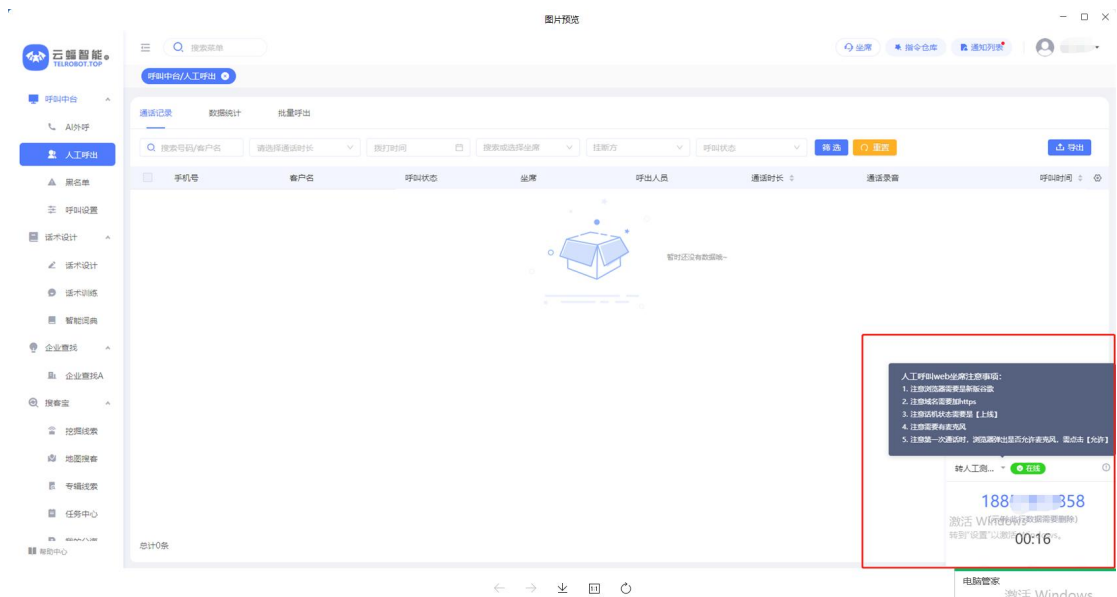 图片预览
云蝠智能
TELROBOT.TOP
搜索菜单
坐席
指令仓库
通知列表
呼叫中台/人工呼出
呼叫中台
AI外呼
人工呼出
黑名单
呼叫设置
话术设计
话术设计
话术训练
智能词典
企业查找
企业查找A
搜客宝
挖掘线索
地图搜客
专辑线索
任务中心
帮助中心
通话记录 数据统计 批量呼出
搜索号码/客户名 请选择通话时长 拨打时间 搜索或选择坐席 挂断方 呼叫状态 筛选 重置 导出
手机号 客户名 呼叫状态 坐席 呼出人员 通话时长 通话录音 呼叫时间
暂时还没有数据哦~
人工呼叫web坐席注意事项:
1. 注意浏览器需要是新版谷歌
2. 注意域名需要加https
3. 注意话机状态需要是【上线】
4. 注意需要有麦克风
5. 注意第一次通话时，浏览器弹出是否允许麦克风，需点击【允许】
转人工测... 在线
188 358
激活 Windows
转到"设置"以激活 Windows。
00:16
总计0条
1:1
电脑管家
激活 Windows